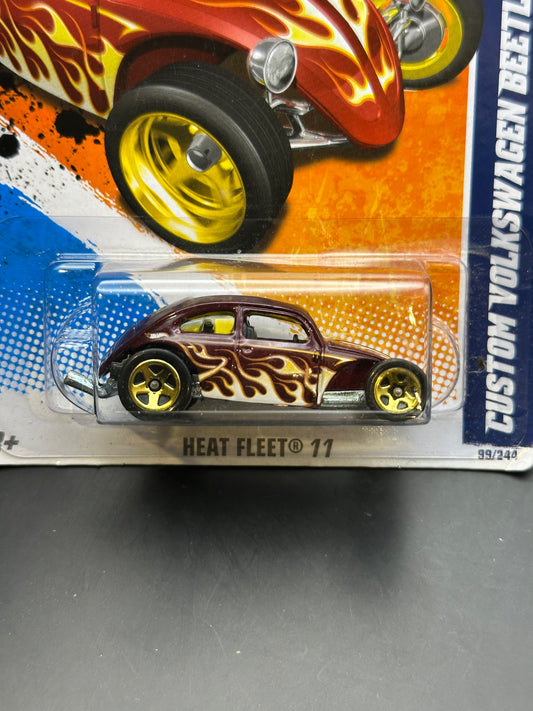 CUSTOM VOLKSWAGEN BEETLE
HEAT FLEET® 11
99/244